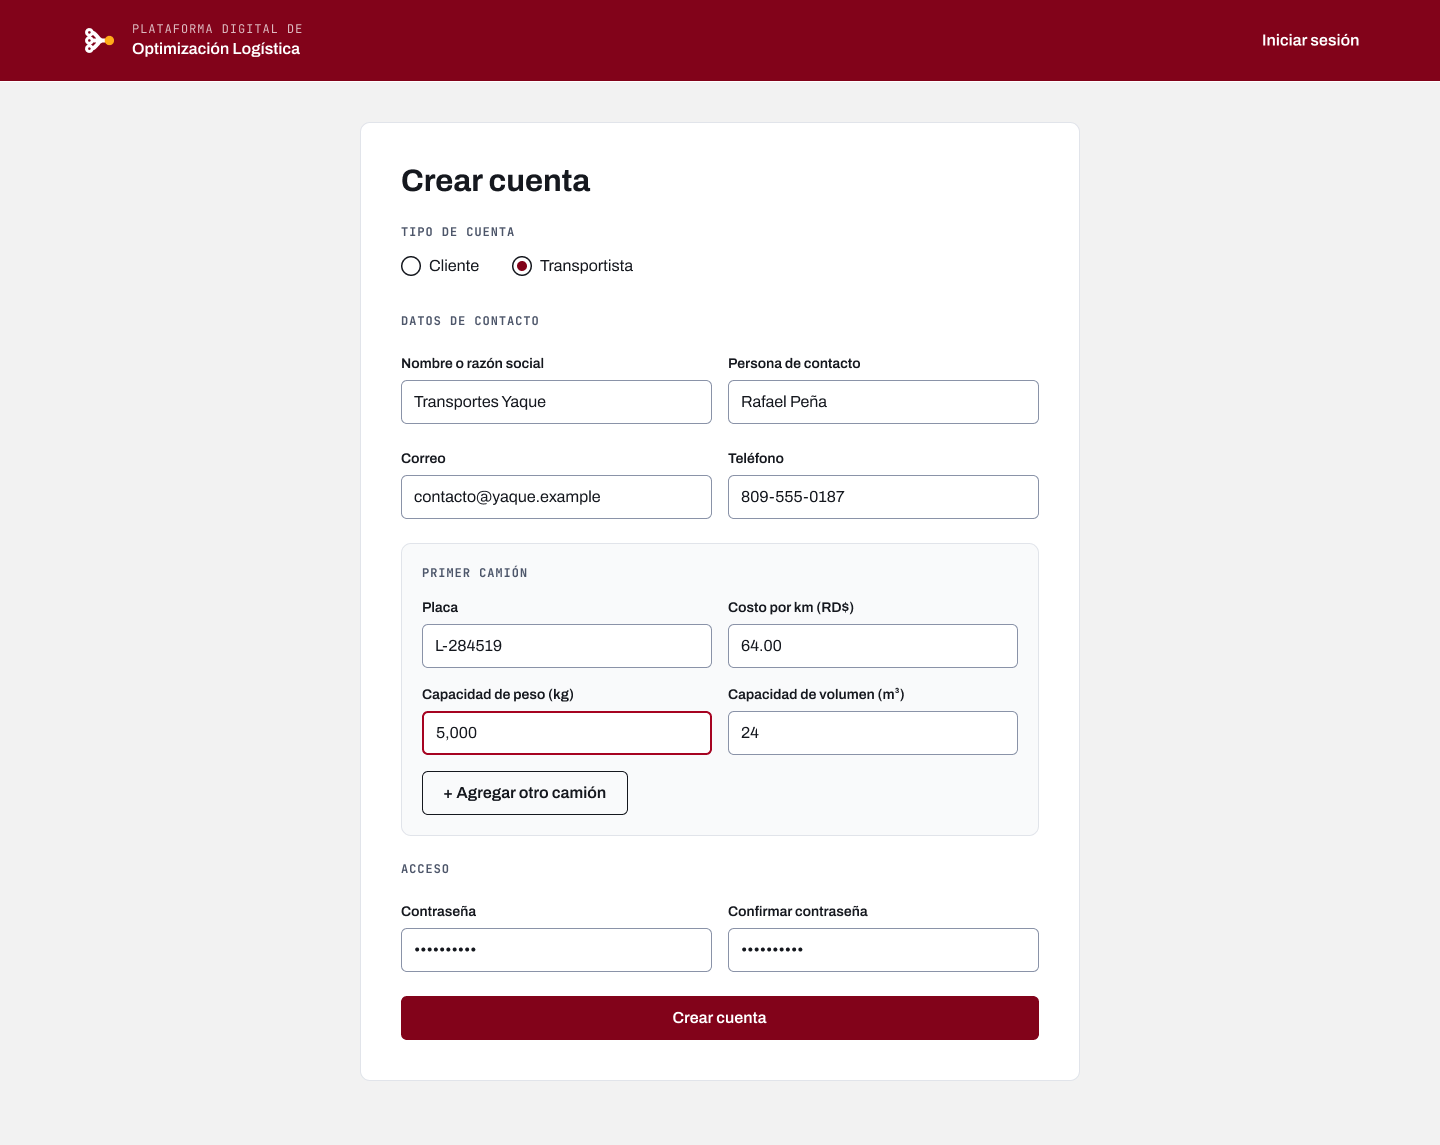 PLATAFORMA DIGITAL DE
Optimización Logística
Iniciar sesión
Crear cuenta
TIPO DE CUENTA
Cliente
Transportista
DATOS DE CONTACTO
Nombre o razón social
Persona de contacto
Transportes Yaque
Rafael Peña
Correo
Teléfono
contacto@yaque.example
809-555-0187
PRIMER CAMIÓN
Placa
Costo por km (RD$)
L-284519
64.00
Capacidad de peso (kg)
Capacidad de volumen (m³)
5,000
24
+ Agregar otro camión
ACCESO
Contraseña
Confirmar contraseña
••••••••••
••••••••••
Crear cuenta